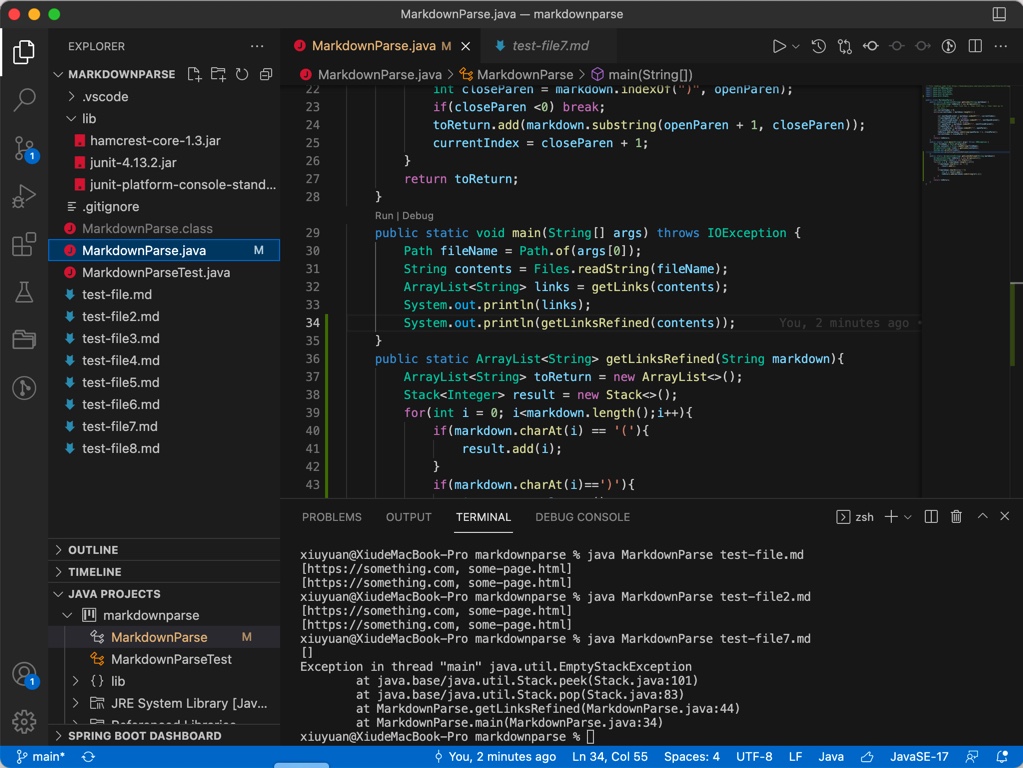 MarkdownParse.java — markdownparse
EXPLORER
MARKDOWNPARSE
.vscode
lib
hamcrest-core-1.3.jar
junit-4.13.2.jar
junit-platform-console-stand...
.gitignore
MarkdownParse.class
MarkdownParse.java M
MarkdownParseTest.java
test-file.md
test-file2.md
test-file3.md
test-file4.md
test-file5.md
test-file6.md
test-file7.md
test-file8.md
OUTLINE
TIMELINE
JAVA PROJECTS
markdownparse
MarkdownParse M
MarkdownParseTest
{} lib
JRE System Library [Jav...
Referenced Libraries
SPRING BOOT DASHBOARD
1
1
MarkdownParse.java M
test-file7.md
MarkdownParse.java > MarkdownParse > main(String[])
22 int closeParen = markdown.indexOf(")", openParen);
23 if(closeParen <0) break;
24 toReturn.add(markdown.substring(openParen + 1, closeParen));
25 currentIndex = closeParen + 1;
26 }
27 return toReturn;
28 }
Run | Debug
29 public static void main(String[] args) throws IOException {
30 Path fileName = Path.of(args[0]);
31 String contents = Files.readString(fileName);
32 ArrayList<String> links = getLinks(contents);
33 System.out.println(links);
34 System.out.println(getLinksRefined(contents)); You, 2 minutes ago •
35 }
36 public static ArrayList<String> getLinksRefined(String markdown){
37 ArrayList<String> toReturn = new ArrayList<>();
38 Stack<Integer> result = new Stack<>();
39 for(int i = 0; i<markdown.length();i++){
40 if(markdown.charAt(i) == '('){
41 result.add(i);
42 }
43 if(markdown.charAt(i)==')'){
PROBLEMS OUTPUT TERMINAL DEBUG CONSOLE
zsh
xiuyuan@XiudeMacBook-Pro markdownparse % java MarkdownParse test-file.md
[https://something.com, some-page.html]
[https://something.com, some-page.html]
xiuyuan@XiudeMacBook-Pro markdownparse % java MarkdownParse test-file2.md
[https://something.com, some-page.html]
[https://something.com, some-page.html]
xiuyuan@XiudeMacBook-Pro markdownparse % java MarkdownParse test-file7.md
[]
Exception in thread "main" java.util.EmptyStackException
at java.base/java.util.Stack.peek(Stack.java:101)
at java.base/java.util.Stack.pop(Stack.java:83)
at MarkdownParse.getLinksRefined(MarkdownParse.java:44)
at MarkdownParse.main(MarkdownParse.java:34)
xiuyuan@XiudeMacBook-Pro markdownparse %
main* You, 2 minutes ago Ln 34, Col 55 Spaces: 4 UTF-8 LF Java JavaSE-17